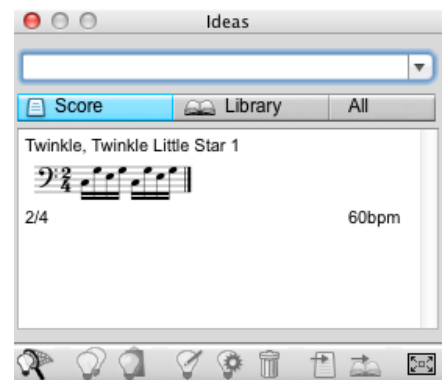 Ideas
Score Library All
Twinkle, Twinkle Little Star 1
2/4 60bpm